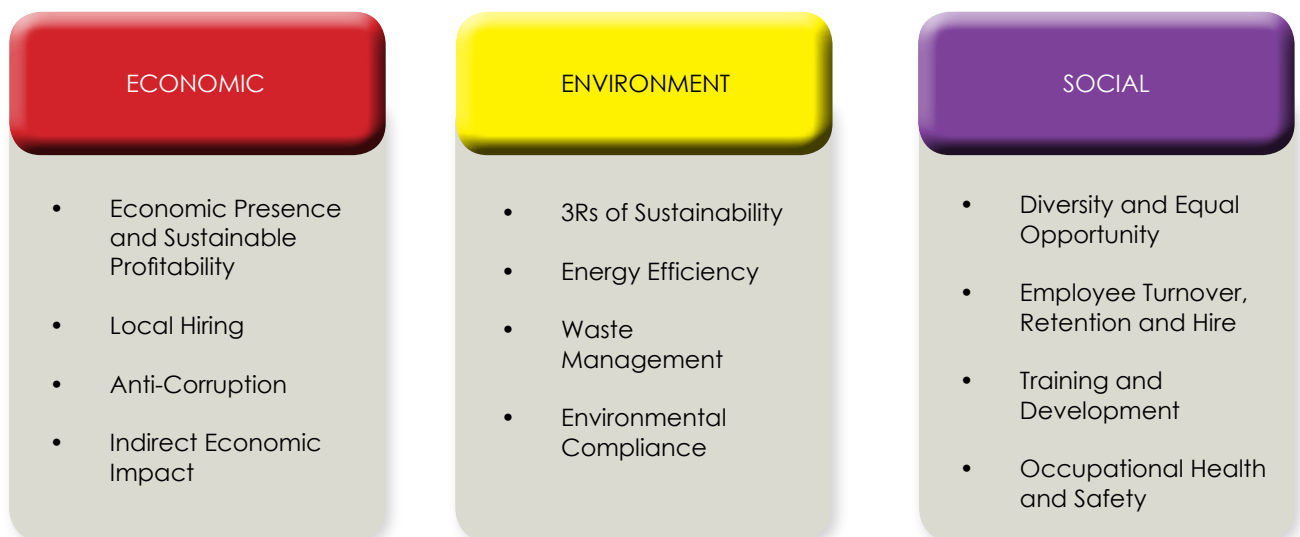 ECONOMIC
• Economic Presence
and Sustainable
Profitability
• Local Hiring
• Anti-Corruption
• Indirect Economic
Impact
ENVIRONMENT
• 3Rs of Sustainability
• Energy Efficiency
• Waste
Management
• Environmental
Compliance
SOCIAL
• Diversity and Equal
Opportunity
• Employee Turnover,
Retention and Hire
• Training and
Development
• Occupational Health
and Safety